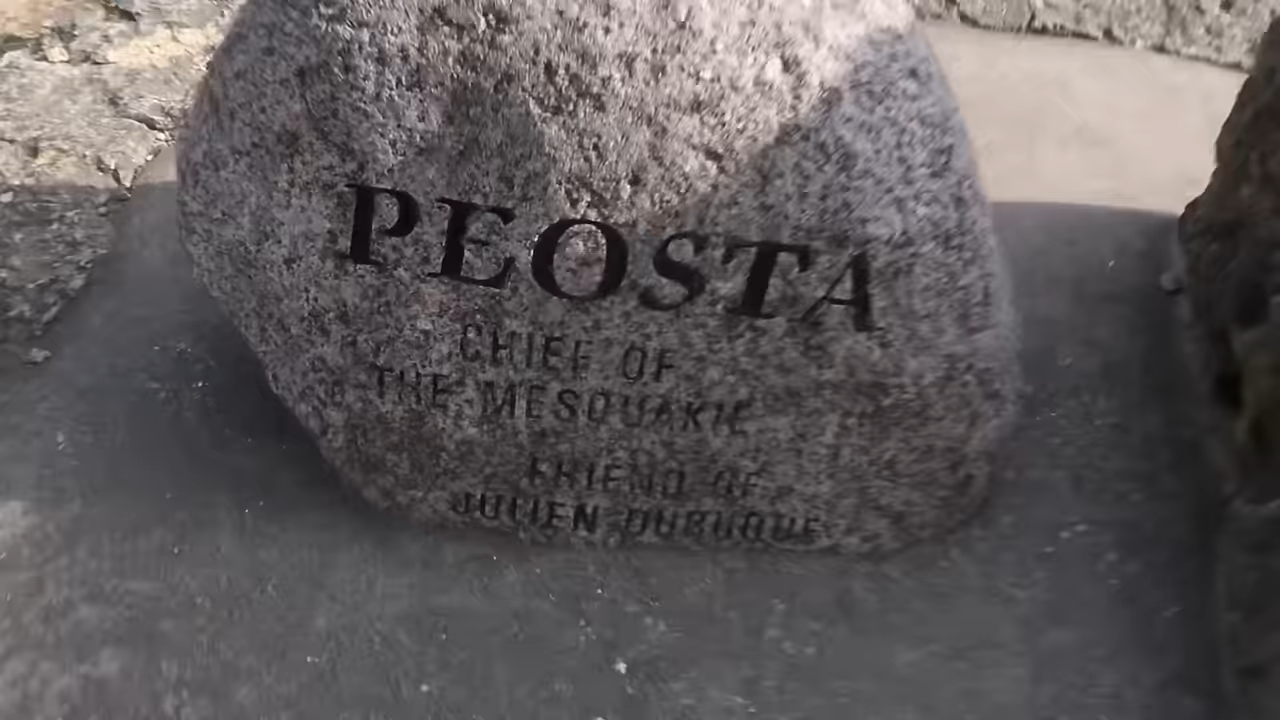 PEOSTA
CHIEF OF
THE MESQUAKIE
FRIEND OF
JULIEN DUBUQUE